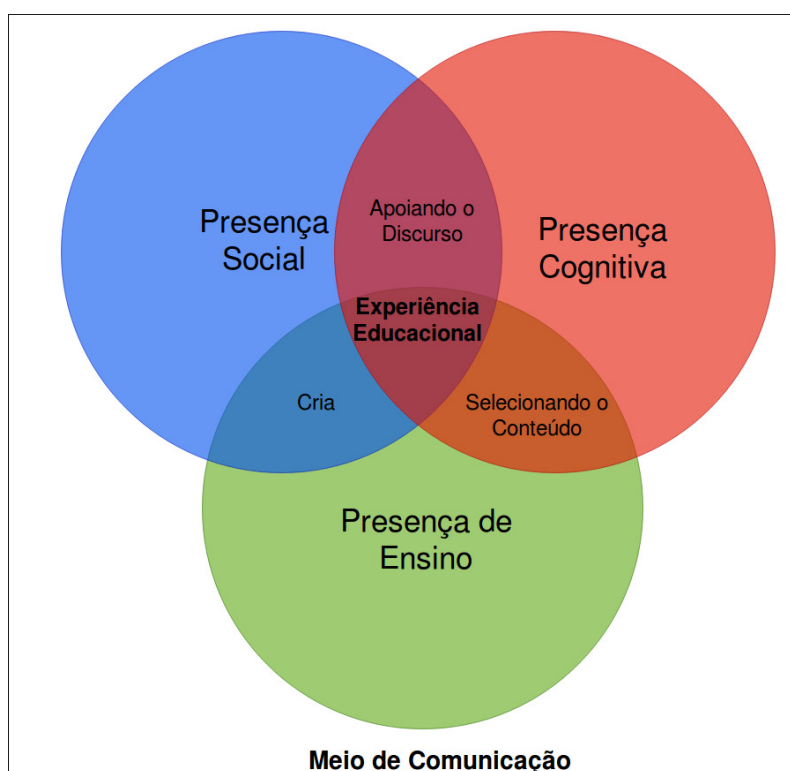 Apoiando o
Discurso
Presença
Social
Presença
Cognitiva
Experiência
Educacional
Cria
Selecionando o
Conteúdo
Presença de
Ensino
Meio de Comunicação